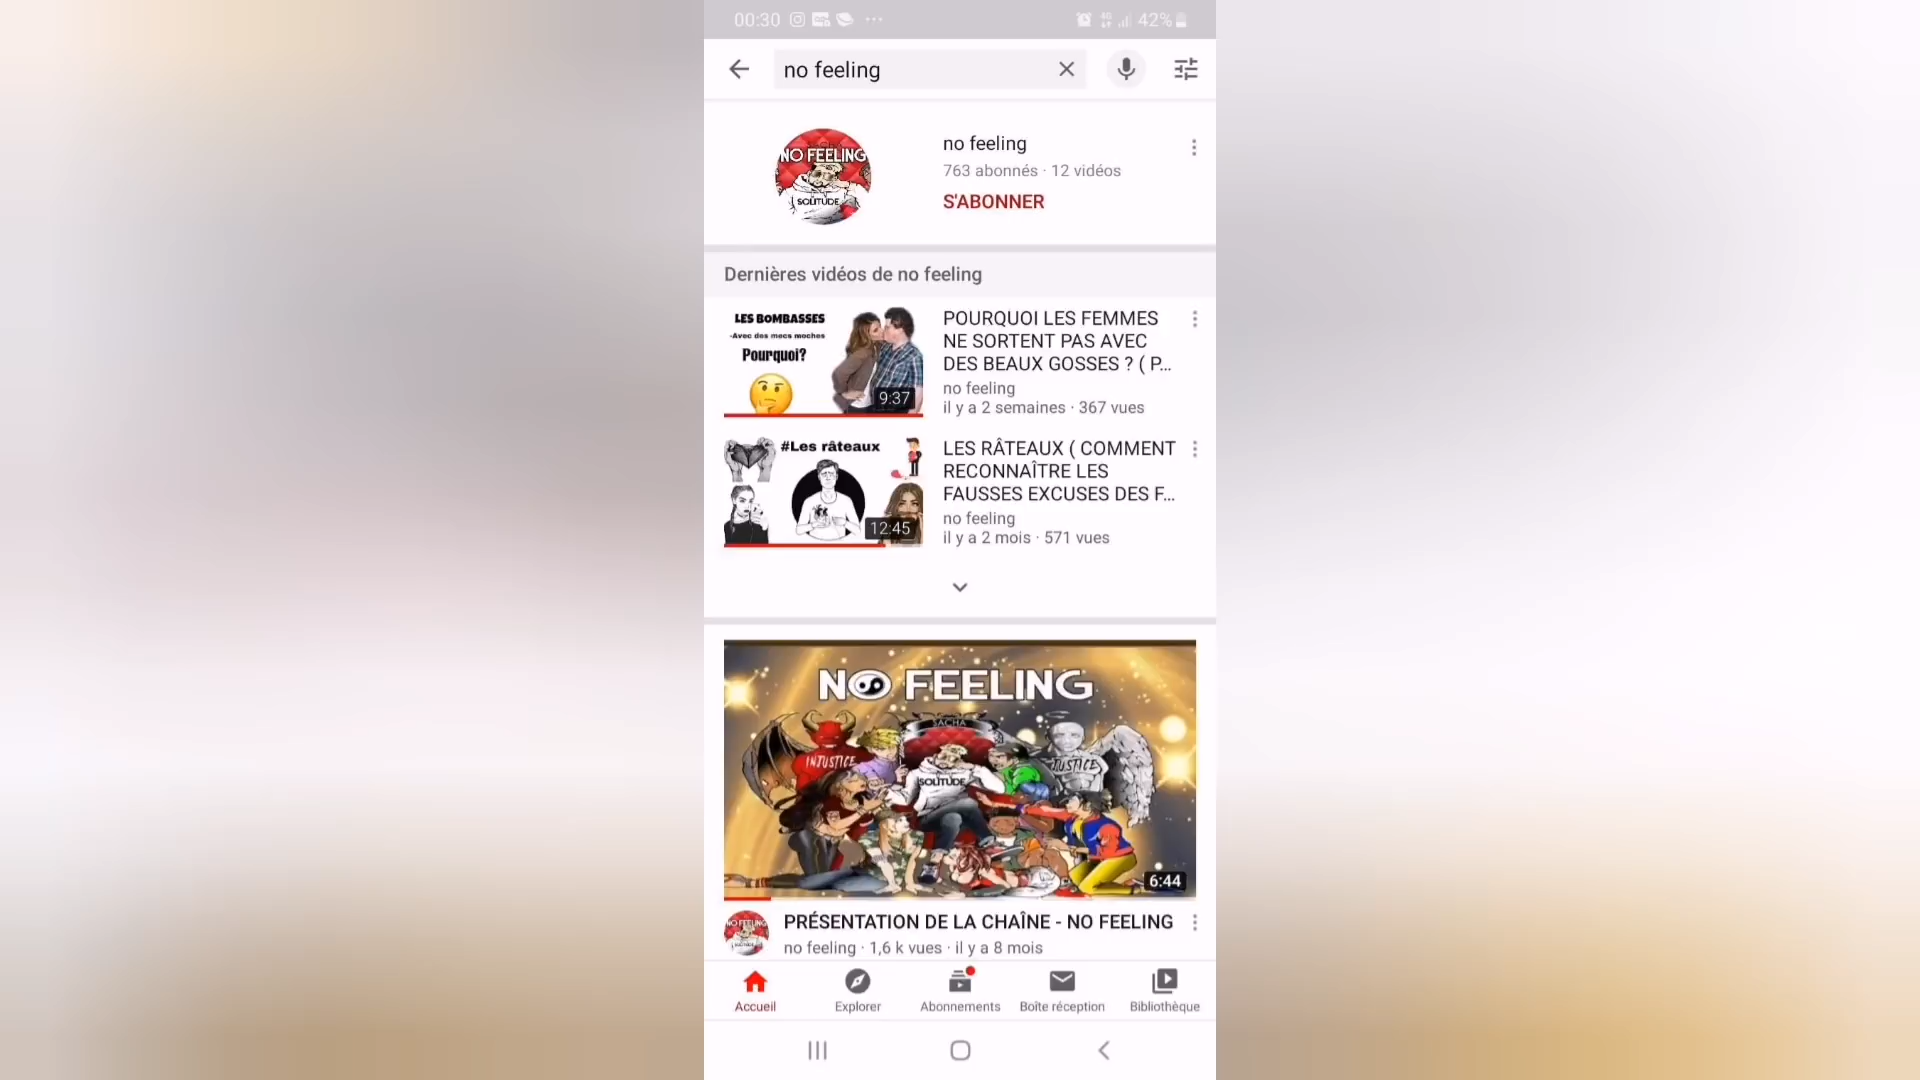 00:30
4G
42%
no feeling
NO FEELING
SOLITUDE
no feeling
763 abonnés · 12 vidéos
S'ABONNER
Dernières vidéos de no feeling
LES BOMBASSES
-Avec des mecs moches
Pourquoi?
9:37
POURQUOI LES FEMMES
NE SORTENT PAS AVEC
DES BEAUX GOSSES ? ( P...
no feeling
il y a 2 semaines · 367 vues
#Les râteaux
12:45
LES RÂTEAUX ( COMMENT
RECONNAÎTRE LES
FAUSSES EXCUSES DES F...
no feeling
il y a 2 mois · 571 vues
NO FEELING
SACHA
INJUSTICE
SOLITUDE
JUSTICE
6:44
NO FEELING
PRÉSENTATION DE LA CHAÎNE - NO FEELING
no feeling · 1,6 k vues · il y a 8 mois
Accueil
Explorer
Abonnements
Boîte réception
Bibliothèque